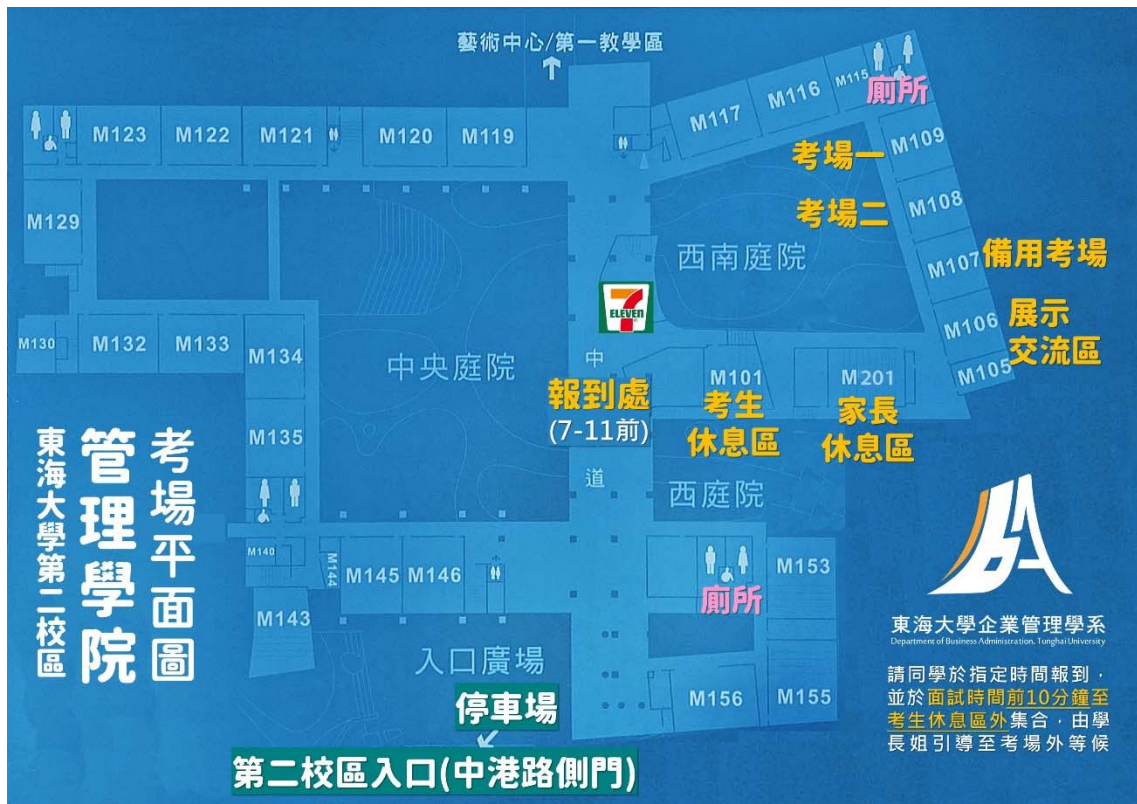 藝術中心/第一教學區
M123
M122
M121
M120
M119
M117
M116
M115
廁所
M109
考場一
M108
考場二
M107
備用考場
M106
展示
交流區
M105
M129
西南庭院
7
ELEVEN
M130
M132
M133
M134
中央庭院
中
道
報到處
(7-11前)
M101
考生
休息區
M201
家長
休息區
M135
西庭院
M140
M144
M145
M146
M143
廁所
M153
M156
M155
入口廣場
停車場
第二校區入口(中港路側門)
考場平面圖
管理學院
東海大學第二校區
東海大學企業管理學系
Department of Business Administration, Tunghai University
請同學於指定時間報到，
並於面試時間前10分鐘至
考生休息區外集合，由學
長姐引導至考場外等候